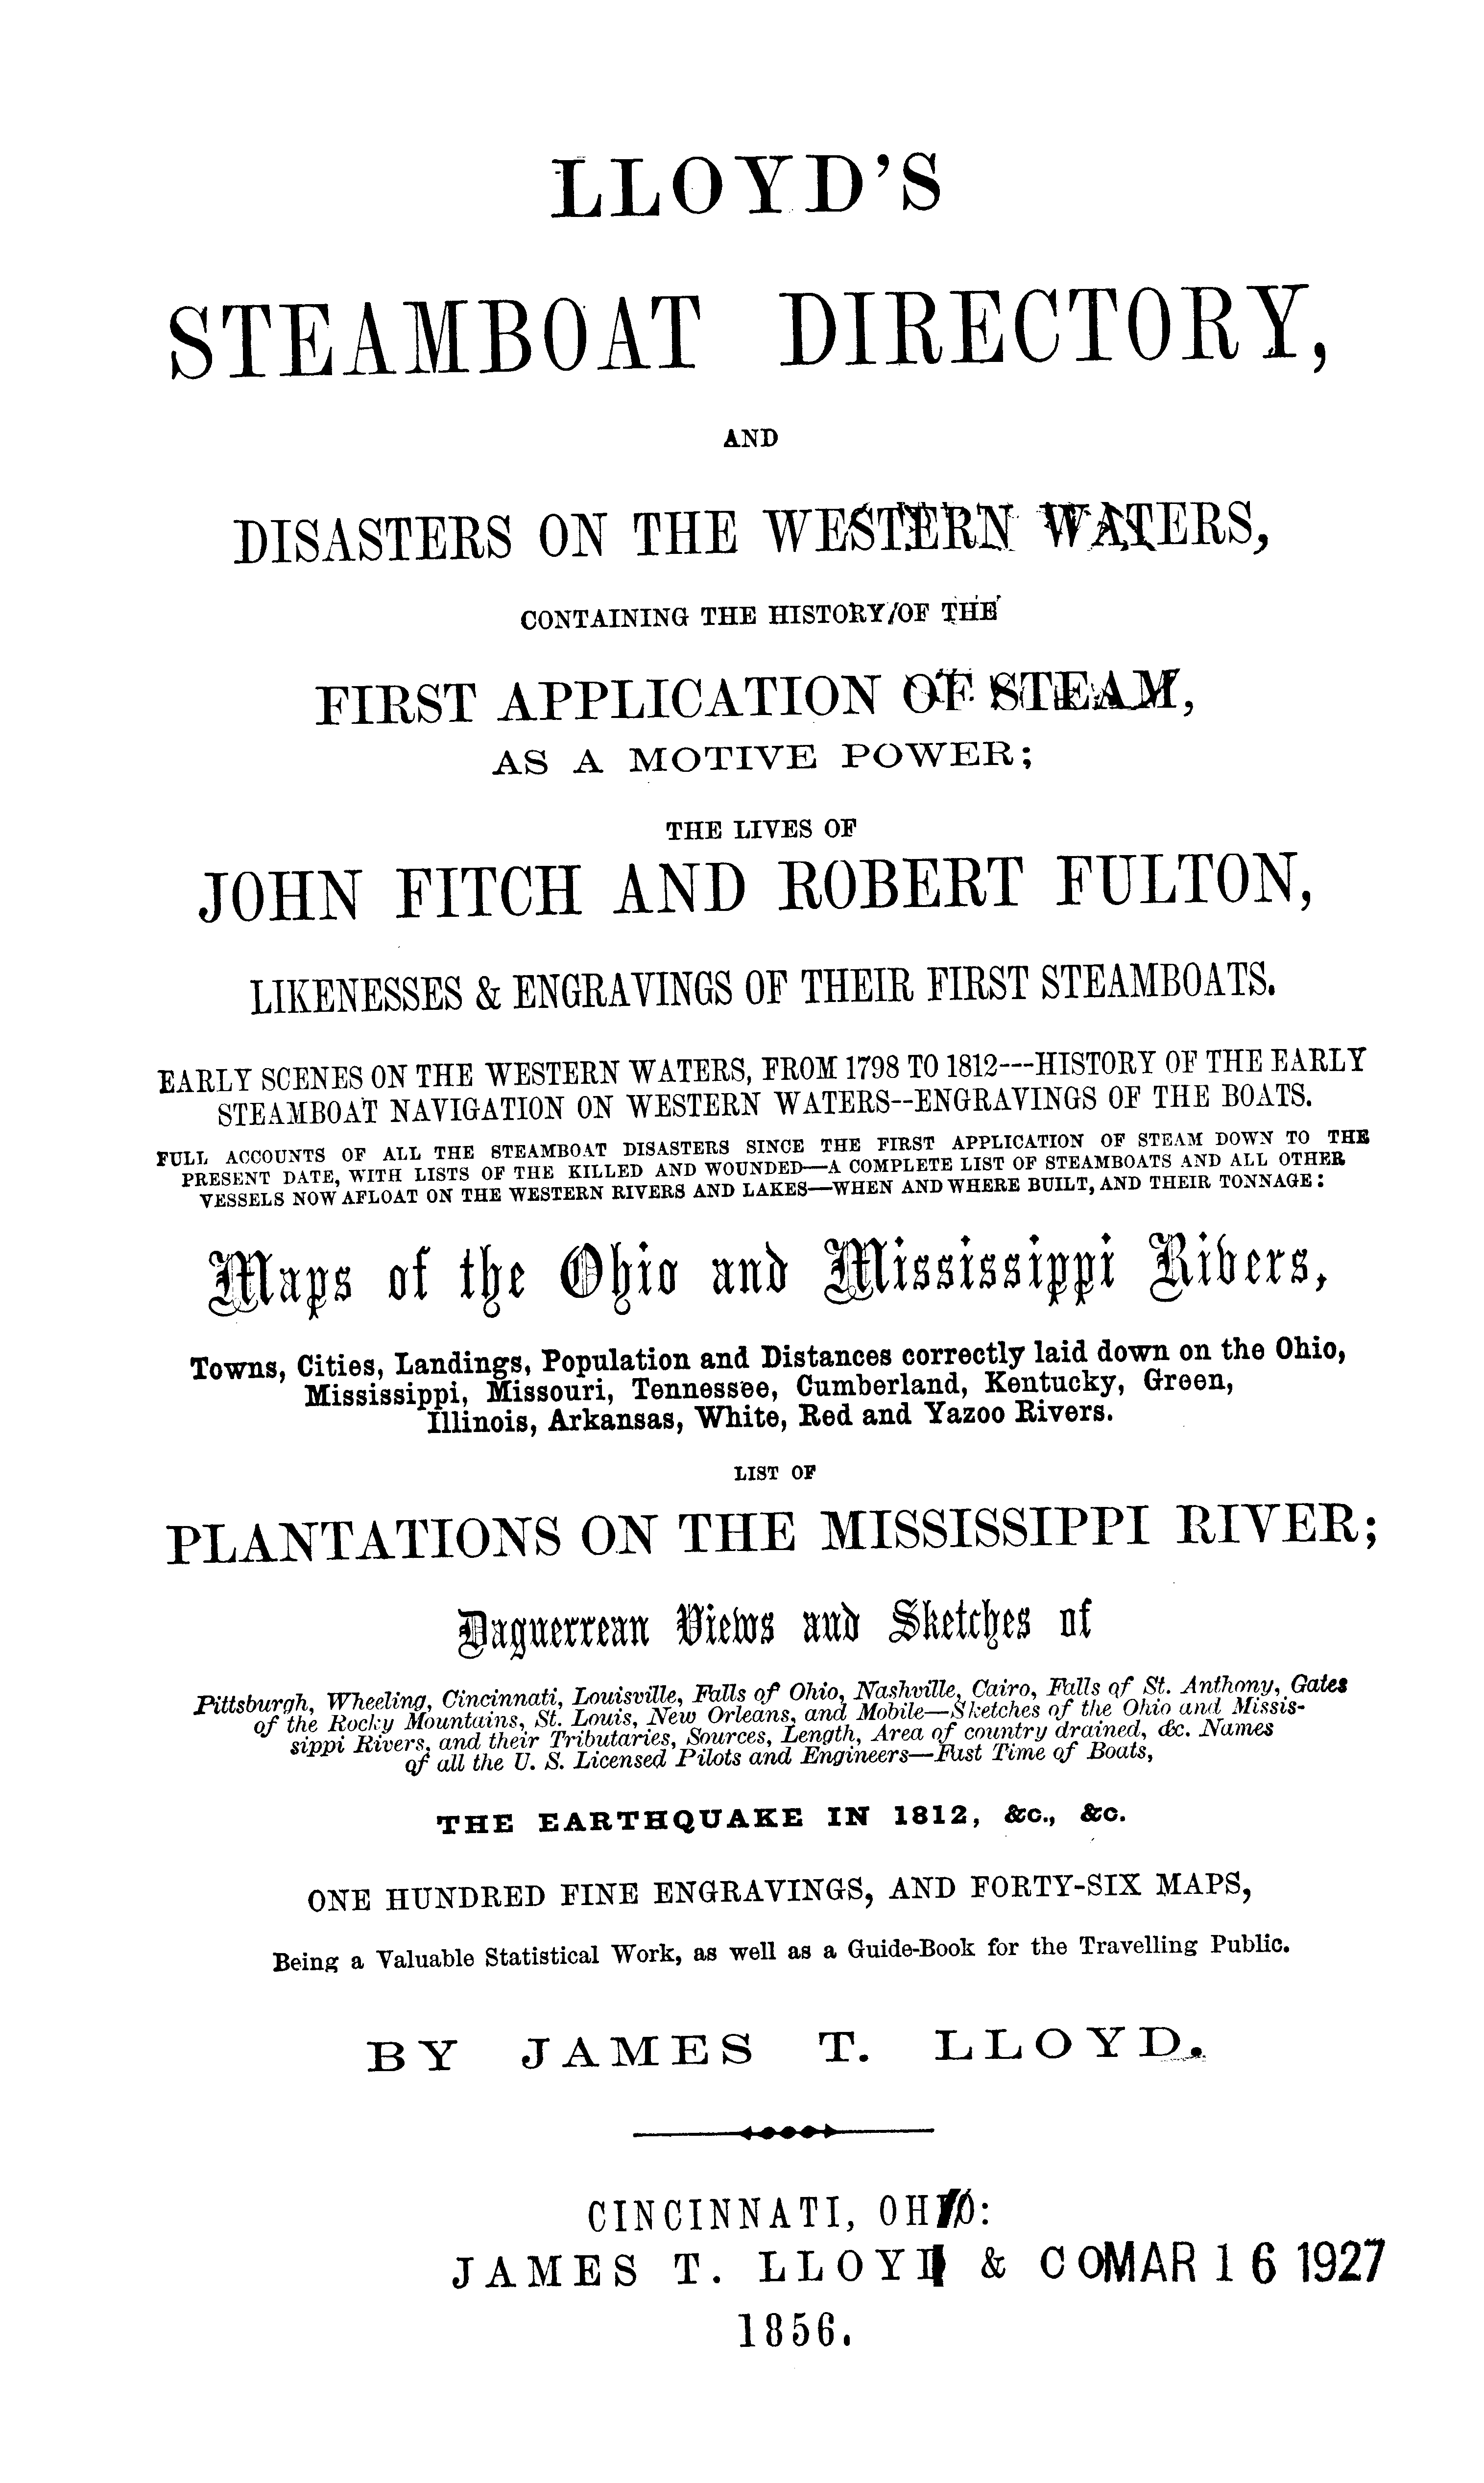 LLOYD'S
STEAMBOAT DIRECTORY,
AND
DISASTERS ON THE WESTERN WATERS,
CONTAINING THE HISTORY OF THE
FIRST APPLICATION OF STEAM,
AS A MOTIVE POWER;
THE LIVES OF
JOHN FITCH AND ROBERT FULTON,
LIKENESSES & ENGRAVINGS OF THEIR FIRST STEAMBOATS.
EARLY SCENES ON THE WESTERN WATERS, FROM 1798 TO 1812---HISTORY OF THE EARLY
STEAMBOAT NAVIGATION ON WESTERN WATERS--ENGRAVINGS OF THE BOATS.
FULL ACCOUNTS OF ALL THE STEAMBOAT DISASTERS SINCE THE FIRST APPLICATION OF STEAM DOWN TO THE
PRESENT DATE, WITH LISTS OF THE KILLED AND WOUNDED—A COMPLETE LIST OF STEAMBOATS AND ALL OTHER
VESSELS NOW AFLOAT ON THE WESTERN RIVERS AND LAKES—WHEN AND WHERE BUILT, AND THEIR TONNAGE:
Maps of the Ohio and Mississippi Rivers,
Towns, Cities, Landings, Population and Distances correctly laid down on the Ohio,
Mississippi, Missouri, Tennessee, Cumberland, Kentucky, Green,
Illinois, Arkansas, White, Red and Yazoo Rivers.
LIST OF
PLANTATIONS ON THE MISSISSIPPI RIVER;
Daguerrean Views and Sketches of
Pittsburgh, Wheeling, Cincinnati, Louisville, Falls of Ohio, Nashville, Cairo, Falls of St. Anthony, Gates
of the Rocky Mountains, St. Louis, New Orleans, and Mobile—Sketches of the Ohio and Missis-
sippi Rivers, and their Tributaries, Sources, Length, Area of country drained, &c. Names
of all the U. S. Licensed Pilots and Engineers—Fast Time of Boats,
THE EARTHQUAKE IN 1812, &c., &c.
ONE HUNDRED FINE ENGRAVINGS, AND FORTY-SIX MAPS,
Being a Valuable Statistical Work, as well as a Guide-Book for the Travelling Public.
BY JAMES T. LLOYD.
CINCINNATI, OHIO:
JAMES T. LLOYD & CO MAR 16 1927
1856.